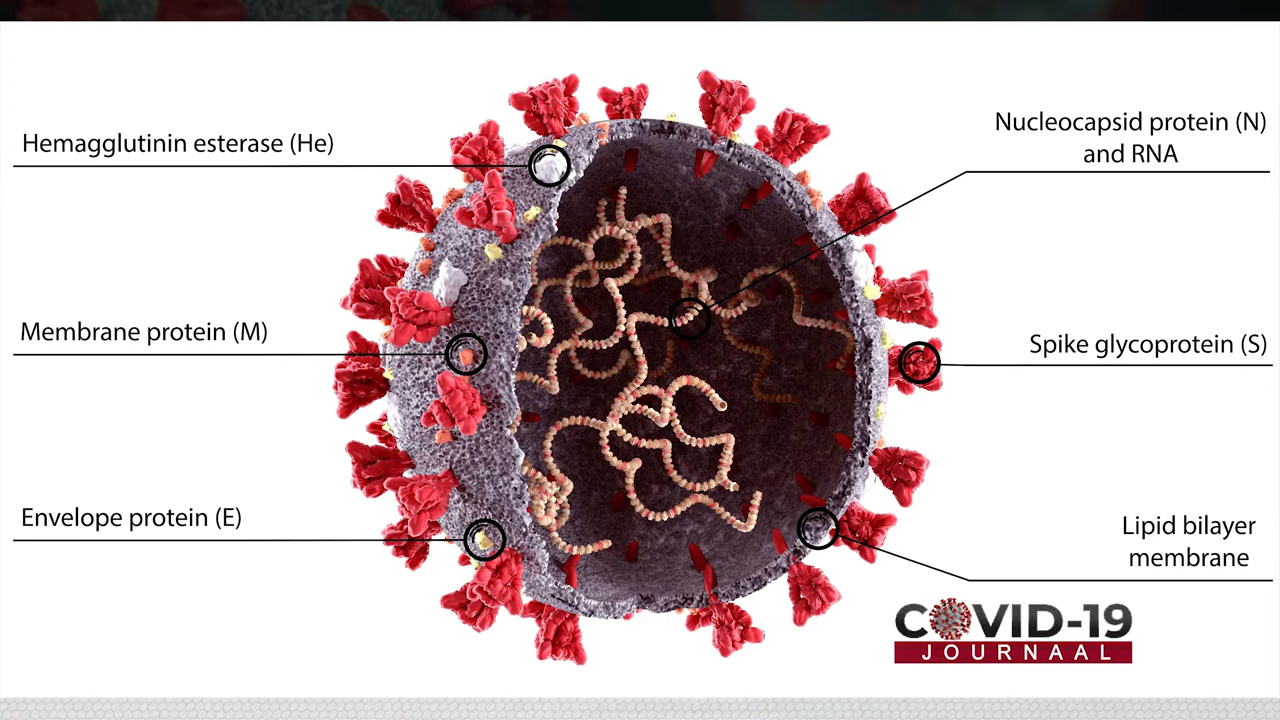 Hemagglutinin esterase (He)
Membrane protein (M)
Envelope protein (E)
Nucleocapsid protein (N)
and RNA
Spike glycoprotein (S)
Lipid bilayer
membrane
COVID-19
JOURNAAL